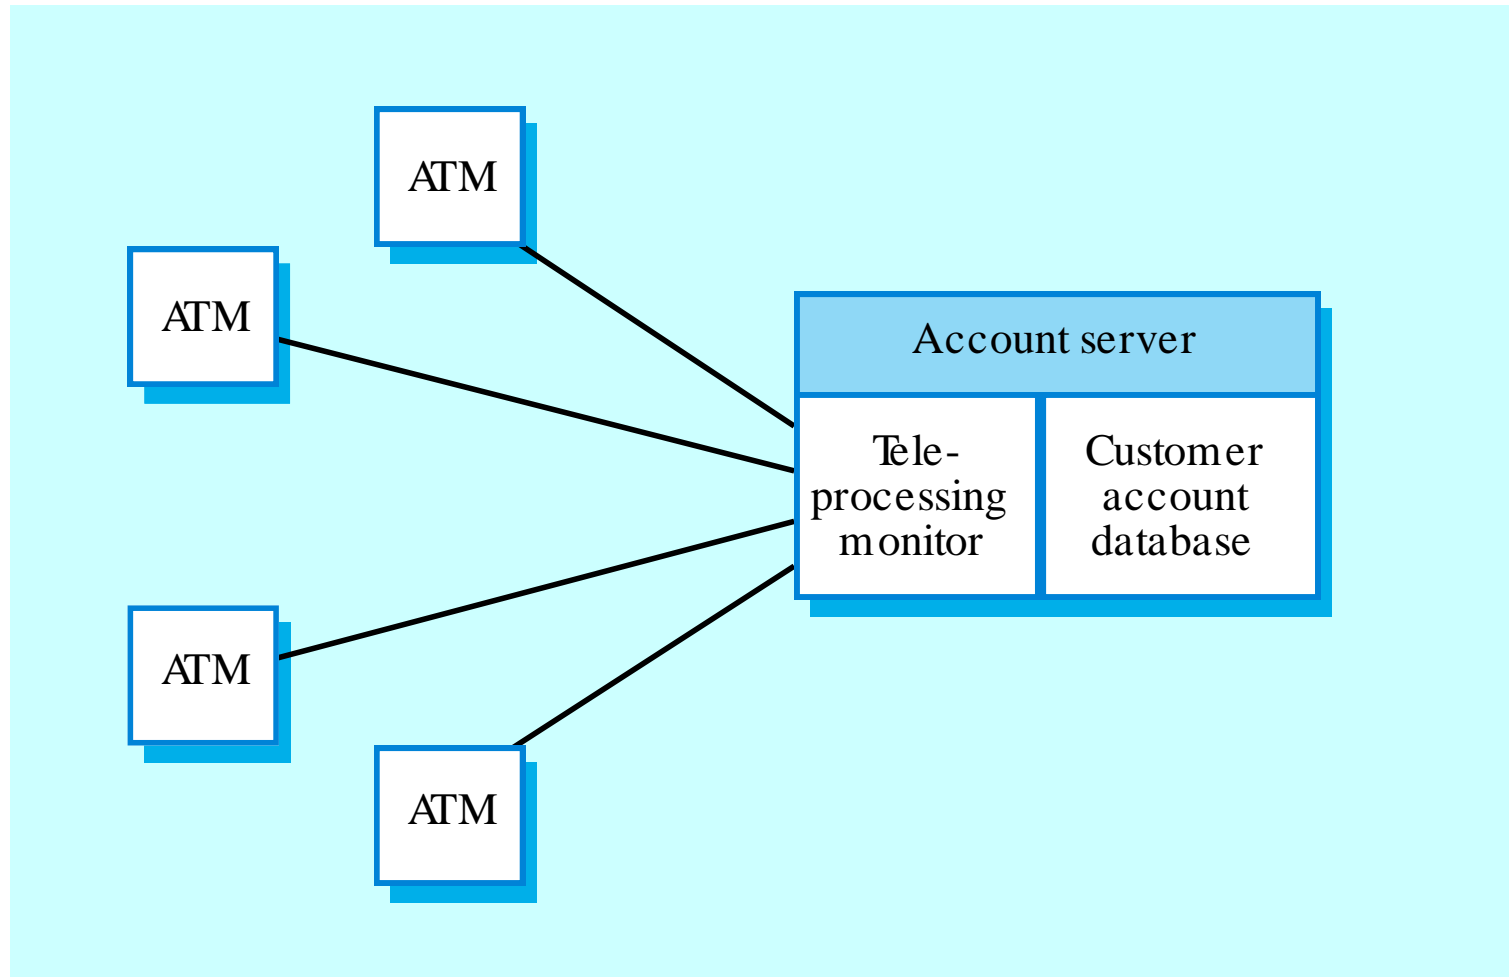 ATM
ATM
Account server
Tele-
processing
monitor
Customer
account
database
ATM
ATM